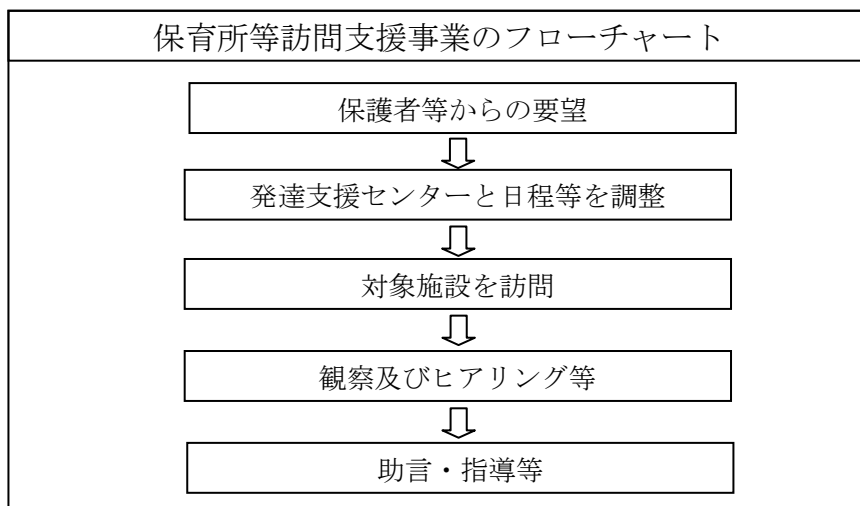 保育所等訪問支援事業のフローチャート
保護者等からの要望
発達支援センターと日程等を調整
対象施設を訪問
観察及びヒアリング等
助言・指導等